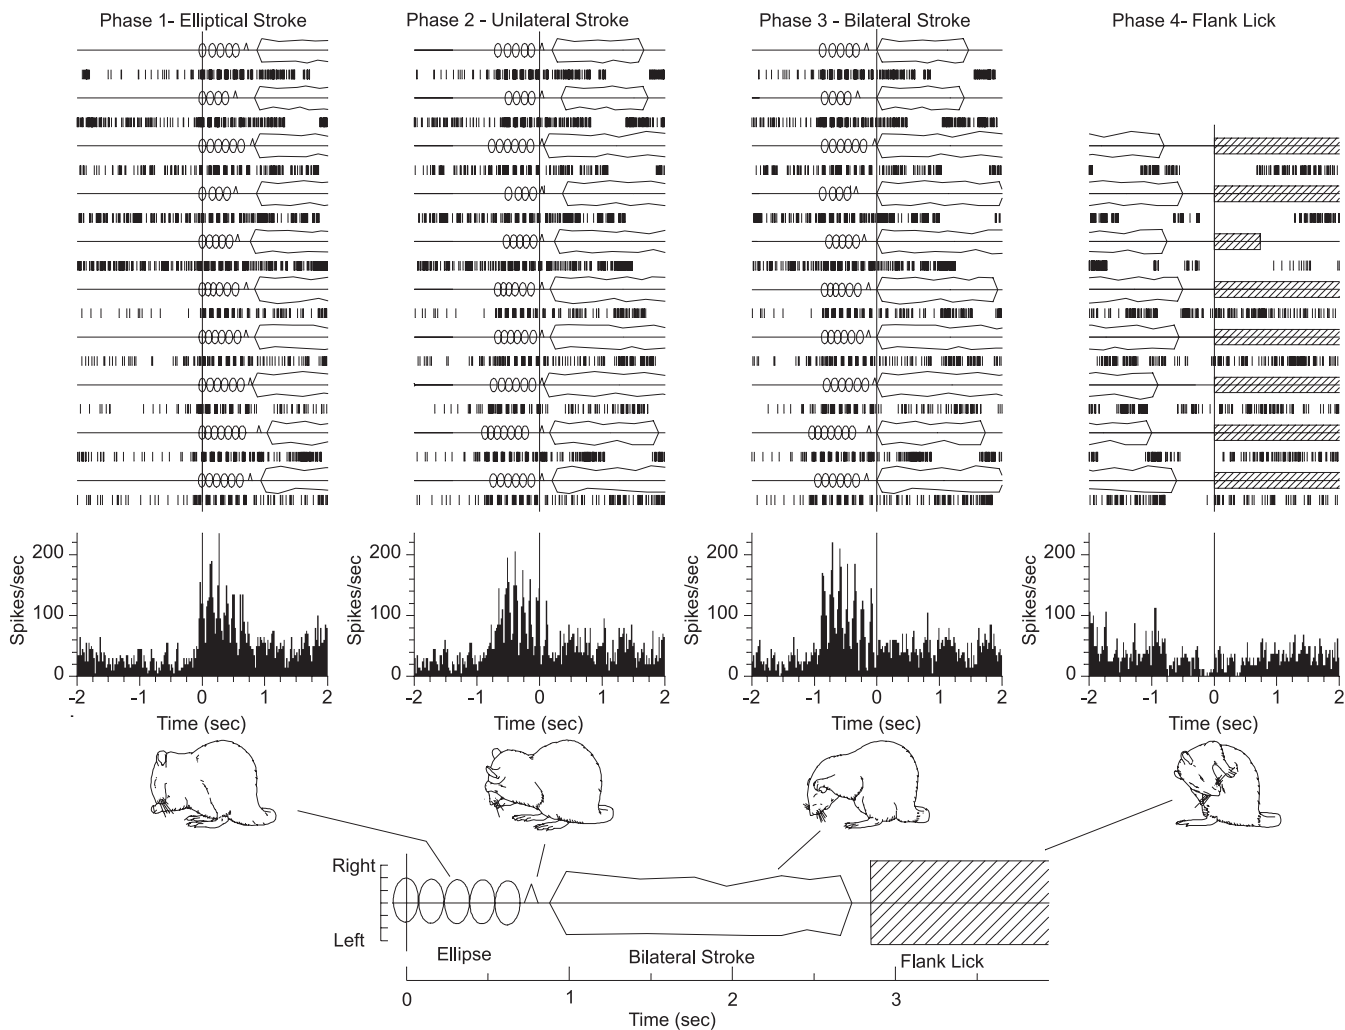 Phase 1- Elliptical Stroke
Phase 2 - Unilateral Stroke
Phase 3 - Bilateral Stroke
Phase 4- Flank Lick
Spikes/sec
200
100
0
-2 -1 0 1 2
Time (sec)
Spikes/sec
200
100
0
-2 -1 0 1 2
Time (sec)
Spikes/sec
200
100
0
-2 -1 0 1 2
Time (sec)
Spikes/sec
200
100
0
-2 -1 0 1 2
Time (sec)
Right
Left
Ellipse
Bilateral Stroke
Flank Lick
0 1 2 3
Time (sec)